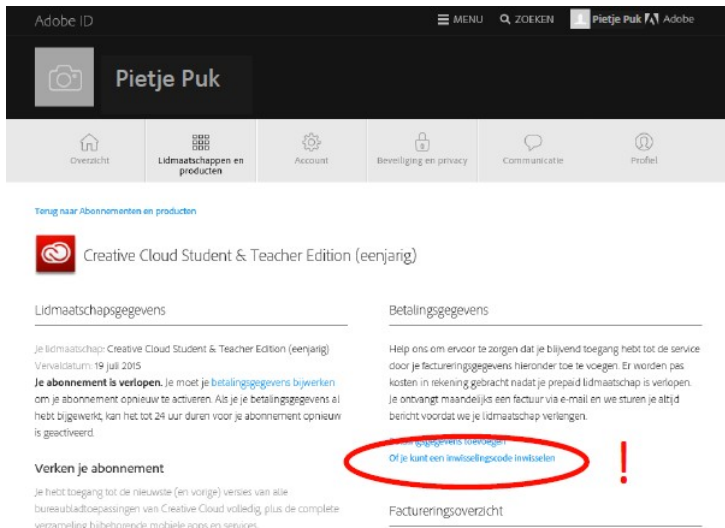 Adobe ID
MENU
ZOEKEN
Pietje Puk
Adobe
Pietje Puk
Overzicht
Lidmaatschappen en
producten
Account
Beveiliging en privacy
Communicatie
Profiel
Terug naar Abonnementen en producten
Creative Cloud Student & Teacher Edition (eenjarig)
Lidmaatschapsgegevens
Je lidmaatschap: Creative Cloud Student & Teacher Edition (eenjarig)
Vervaldatum: 19 juli 2015
Je abonnement is verlopen. Je moet je betalingsgegevens bijwerken
om je abonnement opnieuw te activeren. Als je je betalingsgegevens al
hebt bijgewerkt, kan het tot 24 uur duren voor je abonnement opnieuw
is geactiveerd.
Verken je abonnement
Je hebt toegang tot de nieuwste (en vorige) versies van alle
bureaubladtoepassingen van Creative Cloud volledig, plus de complete
verzameling bijbehorende mobiele apps en services.
Betalingsgegevens
Help ons om ervoor te zorgen dat je blijvend toegang hebt tot de service
door je factureringsgegevens hieronder toe te voegen. Er worden pas
kosten in rekening gebracht nadat je prepaid lidmaatschap is verlopen.
Je ontvangt maandelijks een factuur via e-mail en we sturen je altijd
bericht voordat we je lidmaatschap verlengen.
Betalingsgegevens toevoegen
Of je kunt een inwisselingscode inwisselen
!
Factureringsoverzicht